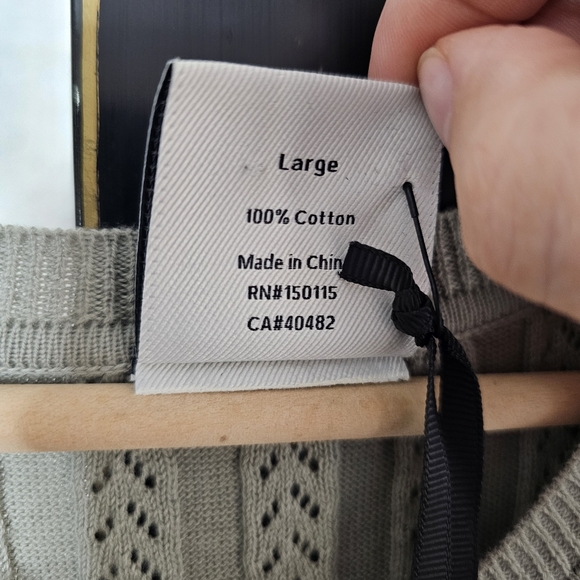 Large
100% Cotton
Made in Chin
RN#150115
CA#40482